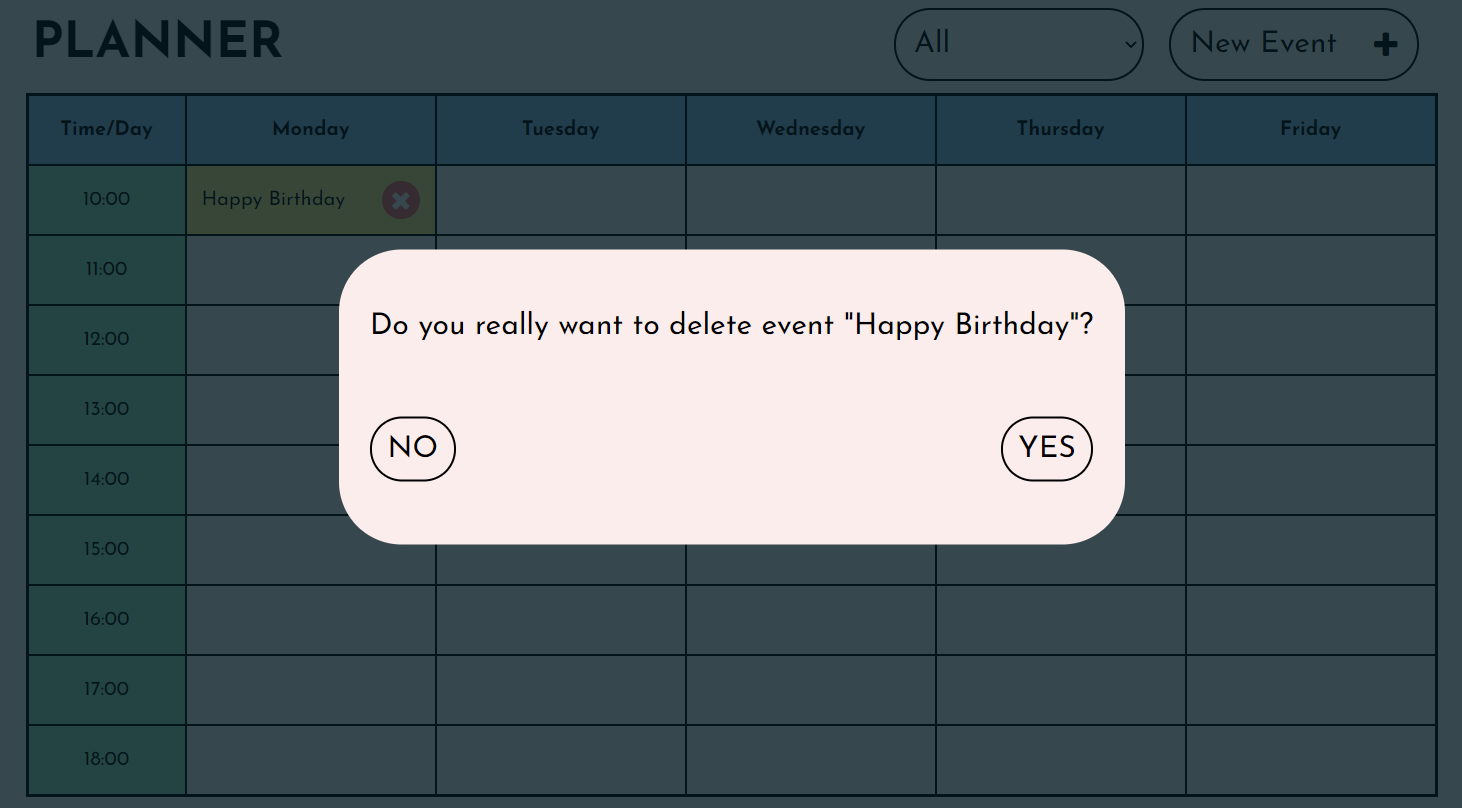 PLANNER
All
New Event
Time/Day Monday Tuesday Wednesday Thursday Friday
10:00 Happy Birthday
11:00
Do you really want to delete event "Happy Birthday"?
12:00
13:00
NO YES
14:00
15:00
16:00
17:00
18:00